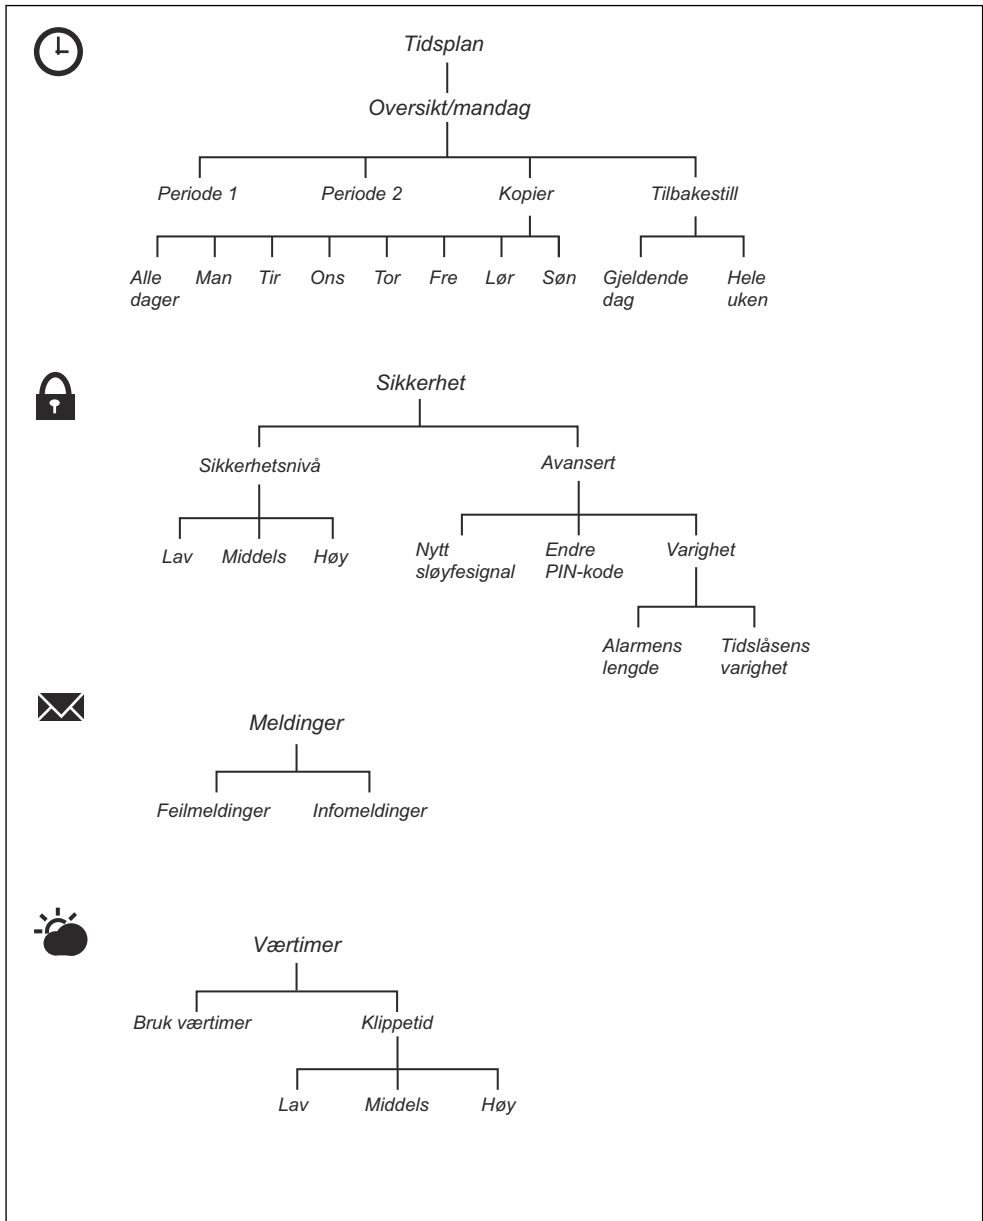 Tidsplan
Oversikt/mandag
Periode 1 Periode 2 Kopier Tilbakestill
Alle dager Man Tir Ons Tor Fre Lør Søn Gjeldende dag Hele uken
Sikkerhet
Sikkerhetsnivå Avansert
Lav Middels Høy Nytt sløyfesignal Endre PIN-kode Varighet
Alarmens lengde Tidslåsens varighet
Meldinger
Feilmeldinger Infomeldinger
Værtimer
Bruk værtimer Klippetid
Lav Middels Høy